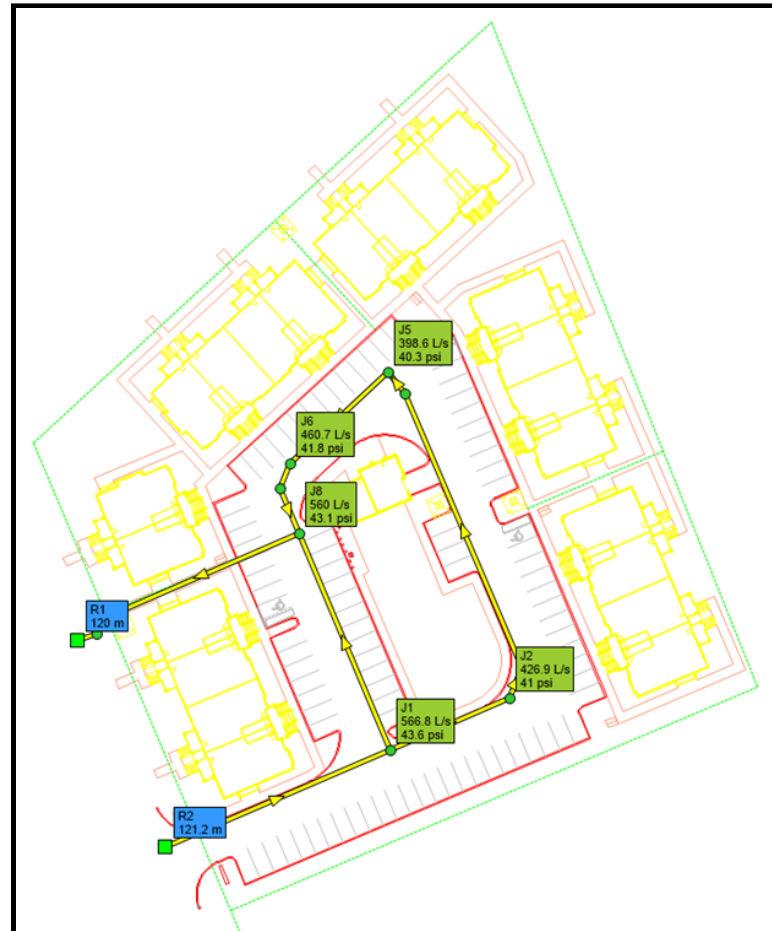 J5
398.6 L/s
40.3 psi
J6
460.7 L/s
41.8 psi
J8
560 L/s
43.1 psi
R1
120 m
J2
426.9 L/s
41 psi
J1
566.8 L/s
43.6 psi
R2
121.2 m